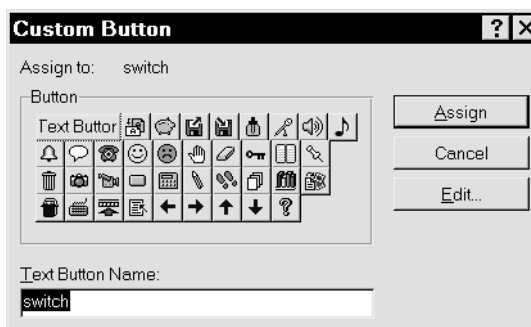 Custom Button
Assign to: switch
Button
Text Button
Assign
Cancel
Edit...
Text Button Name:
switch